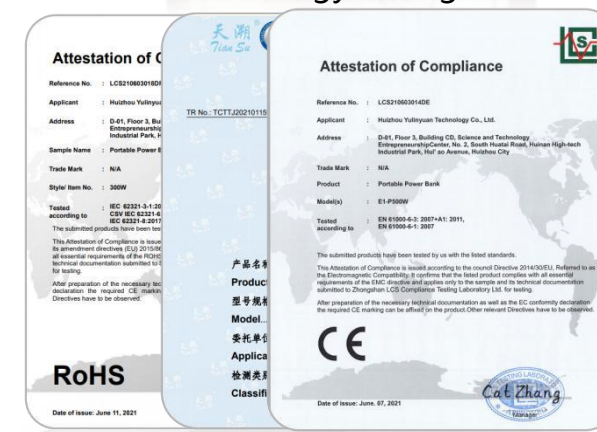 Attestation of C
Reference No. : LCS210603018DE
Applicant : Huizhou Yulinyu
Address : D-01, Floor 3, Bu
Entrepreneurship
Industrial Park, H
Sample Name : Portable Power B
Trade Mark : N/A
Style/ Item No. : 300W
Tested according to : IEC 62321-3-1:20
CSV IEC 62321-6
IEC 62321-8:2017
The submitted products have been tes
This Attestation of Compliance is issue
its amendment directives (EU) 2015/86
all essential requirements of the ROHS
technical documentation submitted to
for testing.
After preparation of the necessary tec
declaration the required CE markin
Directives have to be observed.
RoHS
Date of issue: June 11, 2021
天溯
Tian Su
TR No.: TCTTJ20210115
产品名称
Product
型号规格
Model..
委托单位
Applica
检测类别
Classifi
LS
Attestation of Compliance
Reference No. : LCS210603014DE
Applicant : Huizhou Yulinyuan Technology Co., Ltd.
Address : D-01, Floor 3, Building CD, Science and Technology
EntrepreneurshipCenter, No. 2, South Huatai Road, Huinan High-tech
Industrial Park, Hui' ao Avenue, Huizhou City
Trade Mark : N/A
Product : Portable Power Bank
Model(s) : E1-P500W
Tested according to : EN 61000-6-3: 2007+A1: 2011,
EN 61000-6-1: 2007
The submitted products have been tested by us with the listed standards.
This Attestation of Compliance is issued according to the council Directive 2014/30/EU, Referred to as
the Electromagnetic Compatibility. It confirms that the listed product complies with all essential
requirements of the EMC directive and applies only to the sample and its technical documentation
submitted to Zhongshan LCS Compliance Testing Laboratory Ltd. for testing.
After preparation of the necessary technical documentation as well as the EC conformity declaration
the required CE marking can be affixed on the product.Other relevant Directives have to be observed.
CE
Cat Zhang
Manager
Date of issue: June. 07, 2021